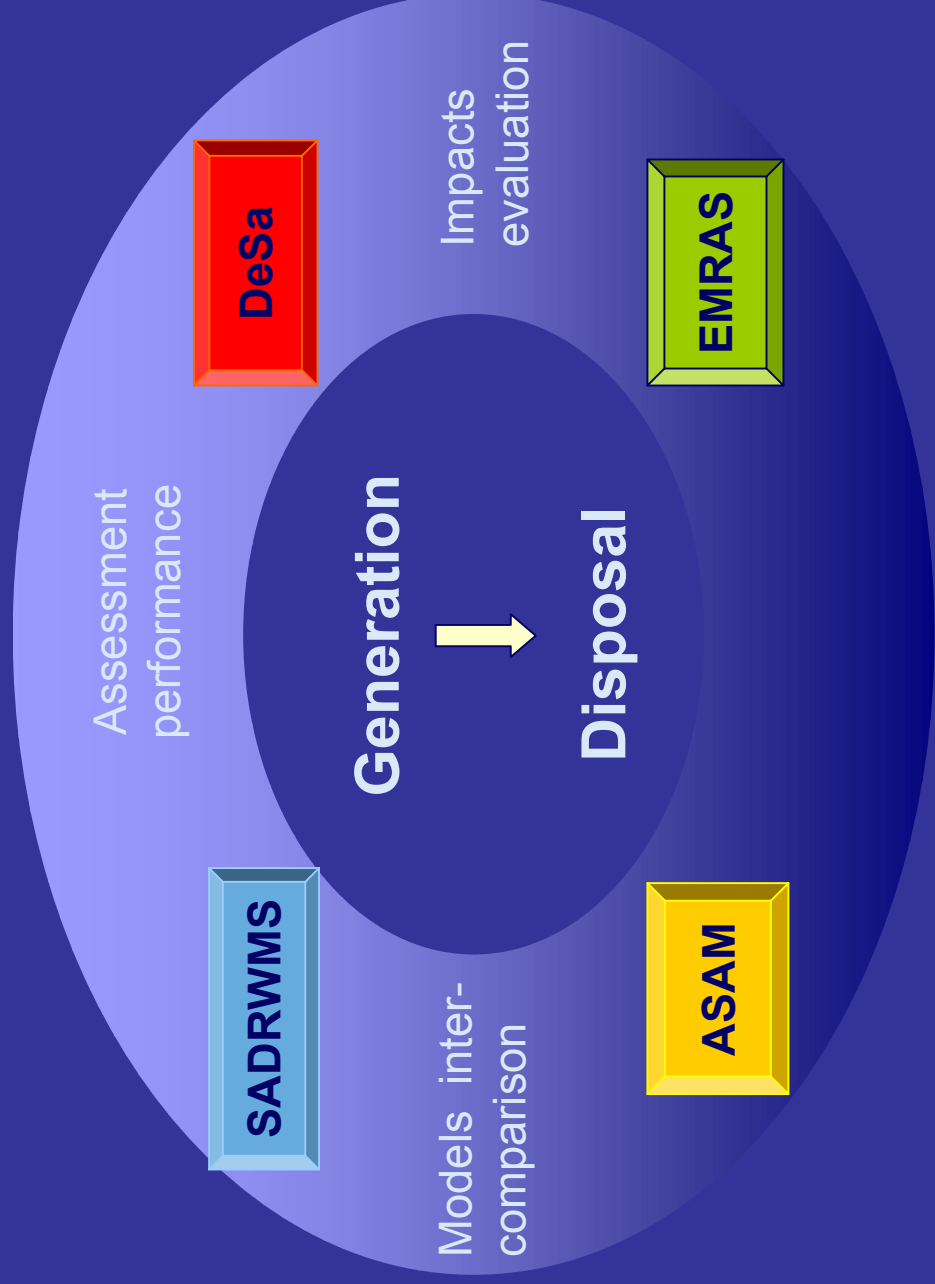 Assessment
performance
SADRWMS
DeSa
Generation
Models inter-
comparison
Impacts
evaluation
Disposal
ASAM
EMRAS